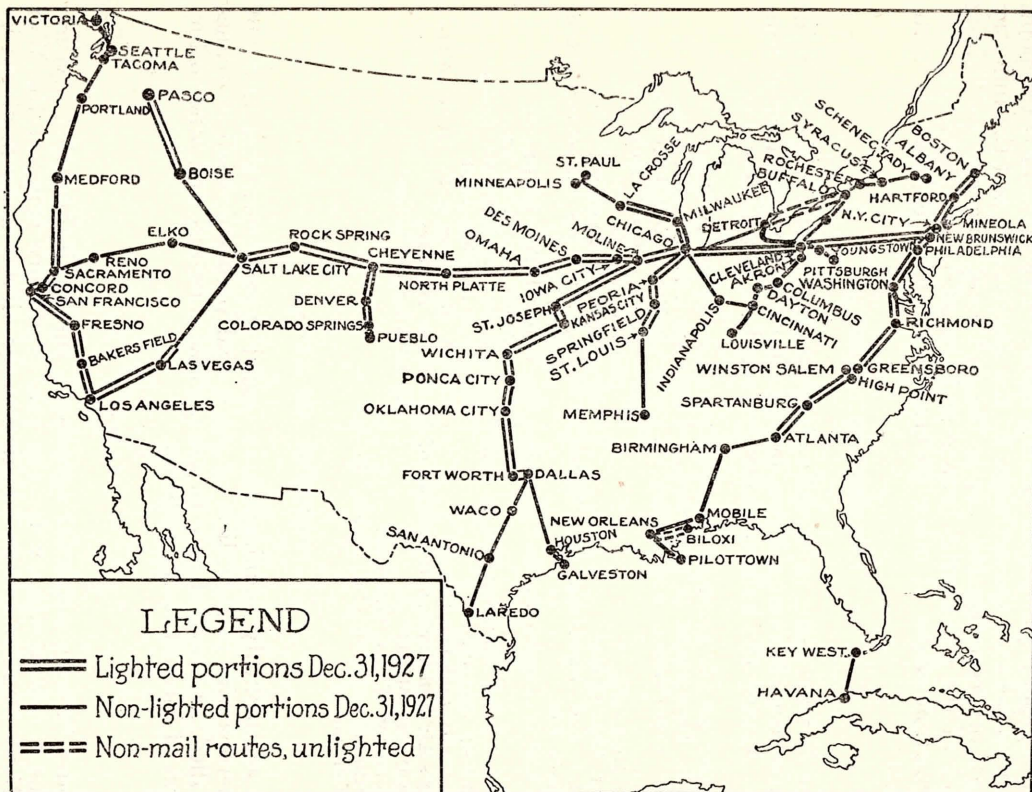 VICTORIA
SEATTLE
TACOMA
PORTLAND
PASCO
MEDFORD
BOISE
ELKO
RENO
SACRAMENTO
CONCORD
SAN FRANCISCO
FRESNO
BAKERSFIELD
LOS ANGELES
LAS VEGAS
SALT LAKE CITY
ROCK SPRING
CHEYENNE
DENVER
COLORADO SPRINGS
PUEBLO
NORTH PLATTE
OMAHA
DES MOINES
IOWA CITY
MOLINE
CHICAGO
MILWAUKEE
LA CROSSE
ST. PAUL
MINNEAPOLIS
ST. JOSEPH
KANSAS CITY
WICHITA
PONCA CITY
OKLAHOMA CITY
FORT WORTH
DALLAS
WACO
SAN ANTONIO
LAREDO
HOUSTON
GALVESTON
PEORIA
SPRINGFIELD
ST. LOUIS
MEMPHIS
INDIANAPOLIS
CINCINNATI
LOUISVILLE
DAYTON
COLUMBUS
AKRON
CLEVELAND
DETROIT
YOUNGSTOWN
PITTSBURGH
BUFFALO
ROCHESTER
SYRACUSE
SCHENECTADY
ALBANY
BOSTON
HARTFORD
N.Y. CITY
MINEOLA
NEW BRUNSWICK
PHILADELPHIA
WASHINGTON
RICHMOND
GREENSBORO
WINSTON SALEM
HIGH POINT
SPARTANBURG
ATLANTA
BIRMINGHAM
MOBILE
BILOXI
NEW ORLEANS
PILOTTOWN
KEY WEST
HAVANA
LEGEND
Lighted portions Dec. 31, 1927
Non-lighted portions Dec. 31, 1927
Non-mail routes, unlighted